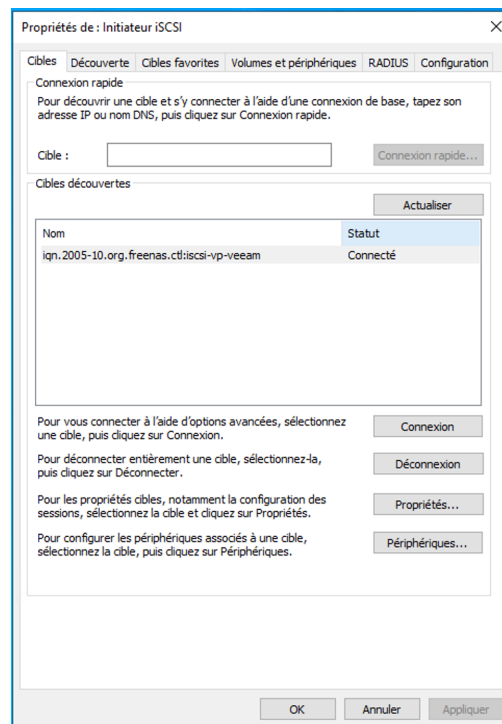 Propriétés de : Initiateur iSCSI
Cibles Découverte Cibles favorites Volumes et périphériques RADIUS Configuration
Connexion rapide
Pour découvrir une cible et s'y connecter à l'aide d'une connexion de base, tapez son
adresse IP ou nom DNS, puis cliquez sur Connexion rapide.
Cible :
Connexion rapide...
Cibles découvertes
Actualiser
Nom Statut
iqn.2005-10.org.freenas.ctl:iscsi-vp-veeam Connecté
Pour vous connecter à l'aide d'options avancées, sélectionnez
une cible, puis cliquez sur Connexion.
Connexion
Pour déconnecter entièrement une cible, sélectionnez-la,
puis cliquez sur Déconnecter.
Déconnexion
Pour les propriétés cibles, notamment la configuration des
sessions, sélectionnez la cible et cliquez sur Propriétés.
Propriétés...
Pour configurer les périphériques associés à une cible,
sélectionnez la cible, puis cliquez sur Périphériques.
Périphériques...
OK Annuler Appliquer